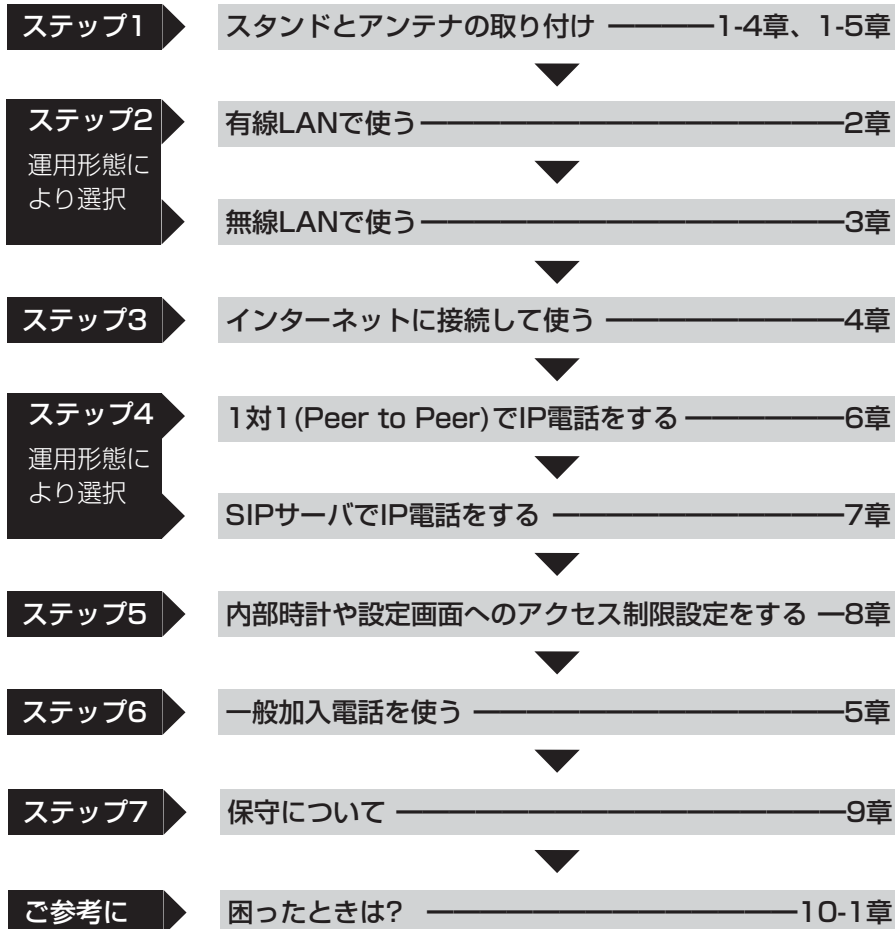 ステップ1 スタンドとアンテナの取り付け ――――1-4章、1-5章
ステップ2
運用形態に
より選択
有線LANで使う――――――――――――――――2章
無線LANで使う――――――――――――――――3章
ステップ3 インターネットに接続して使う ―――――――――4章
ステップ4
運用形態に
より選択
1対1(Peer to Peer)でIP電話をする ――――――6章
SIPサーバでIP電話をする ―――――――――――7章
ステップ5 内部時計や設定画面へのアクセス制限設定をする ―8章
ステップ6 一般加入電話を使う ――――――――――――――5章
ステップ7 保守について ―――――――――――――――――9章
ご参考に 困ったときは? ――――――――――――――10-1章